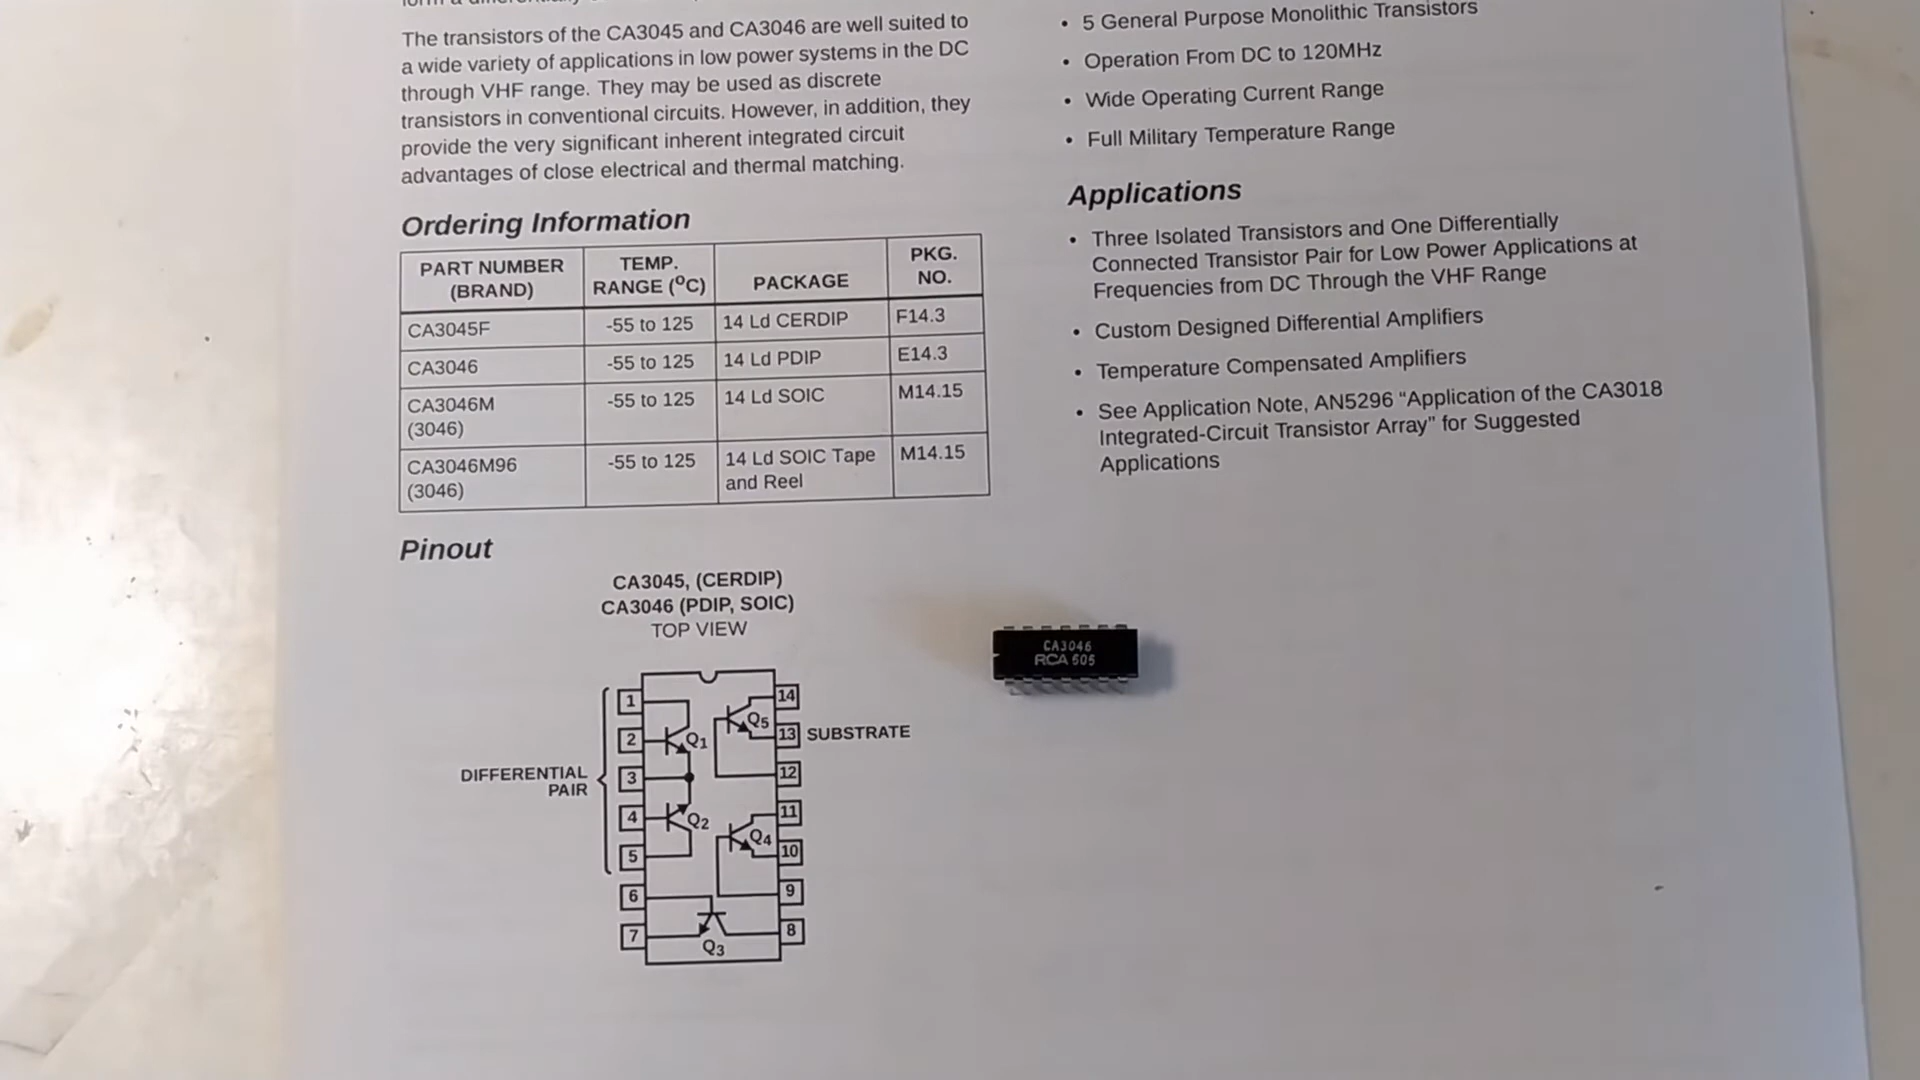 The transistors of the CA3045 and CA3046 are well suited to
a wide variety of applications in low power systems in the DC
through VHF range. They may be used as discrete
transistors in conventional circuits. However, in addition, they
provide the very significant inherent integrated circuit
advantages of close electrical and thermal matching.
Ordering Information
PART NUMBER (BRAND) TEMP. RANGE (ºC) PACKAGE PKG. NO.
CA3045F -55 to 125 14 Ld CERDIP F14.3
CA3046 -55 to 125 14 Ld PDIP E14.3
CA3046M -55 to 125 14 Ld SOIC M14.15
(3046)
CA3046M96 -55 to 125 14 Ld SOIC Tape M14.15
(3046) and Reel
Pinout
CA3045, (CERDIP)
CA3046 (PDIP, SOIC)
TOP VIEW
DIFFERENTIAL
PAIR
1
2
3
4
5
6
7
Q1
Q2
Q3
Q5
Q4
14
13 SUBSTRATE
12
11
10
9
8
• 5 General Purpose Monolithic Transistors
• Operation From DC to 120MHz
• Wide Operating Current Range
• Full Military Temperature Range
Applications
• Three Isolated Transistors and One Differentially
Connected Transistor Pair for Low Power Applications at
Frequencies from DC Through the VHF Range
• Custom Designed Differential Amplifiers
• Temperature Compensated Amplifiers
• See Application Note, AN5296 “Application of the CA3018
Integrated-Circuit Transistor Array” for Suggested
Applications
CA3046
RCA 505